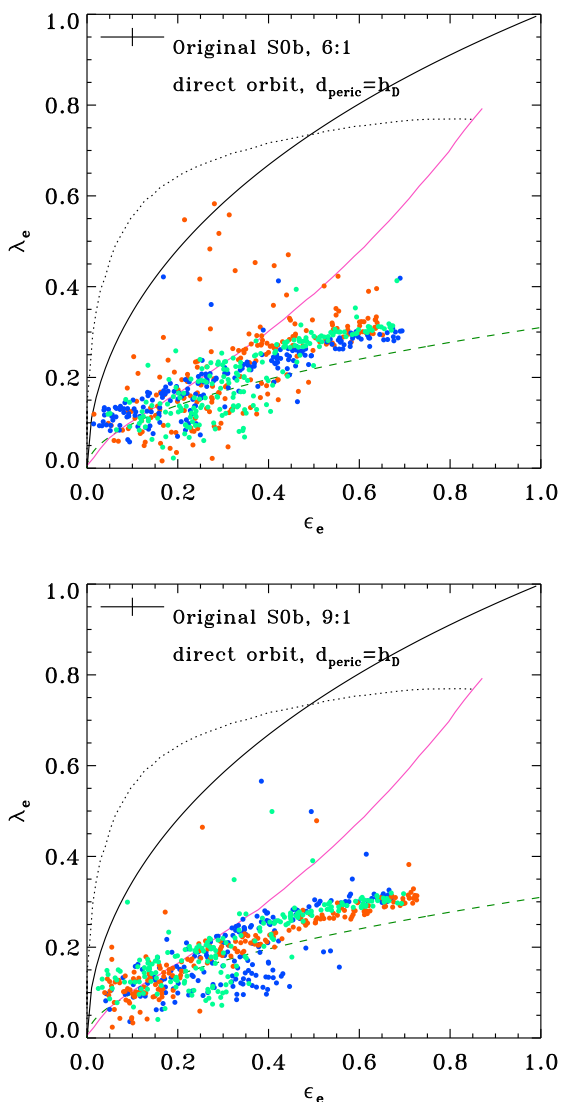 1.0
Original S0b, 6:1
direct orbit, d_peric=h_D
0.8
0.6
λ_e
0.4
0.2
0.0
0.0 0.2 0.4 0.6 0.8 1.0
ϵ_e
1.0
Original S0b, 9:1
direct orbit, d_peric=h_D
0.8
0.6
λ_e
0.4
0.2
0.0
0.0 0.2 0.4 0.6 0.8 1.0
ϵ_e